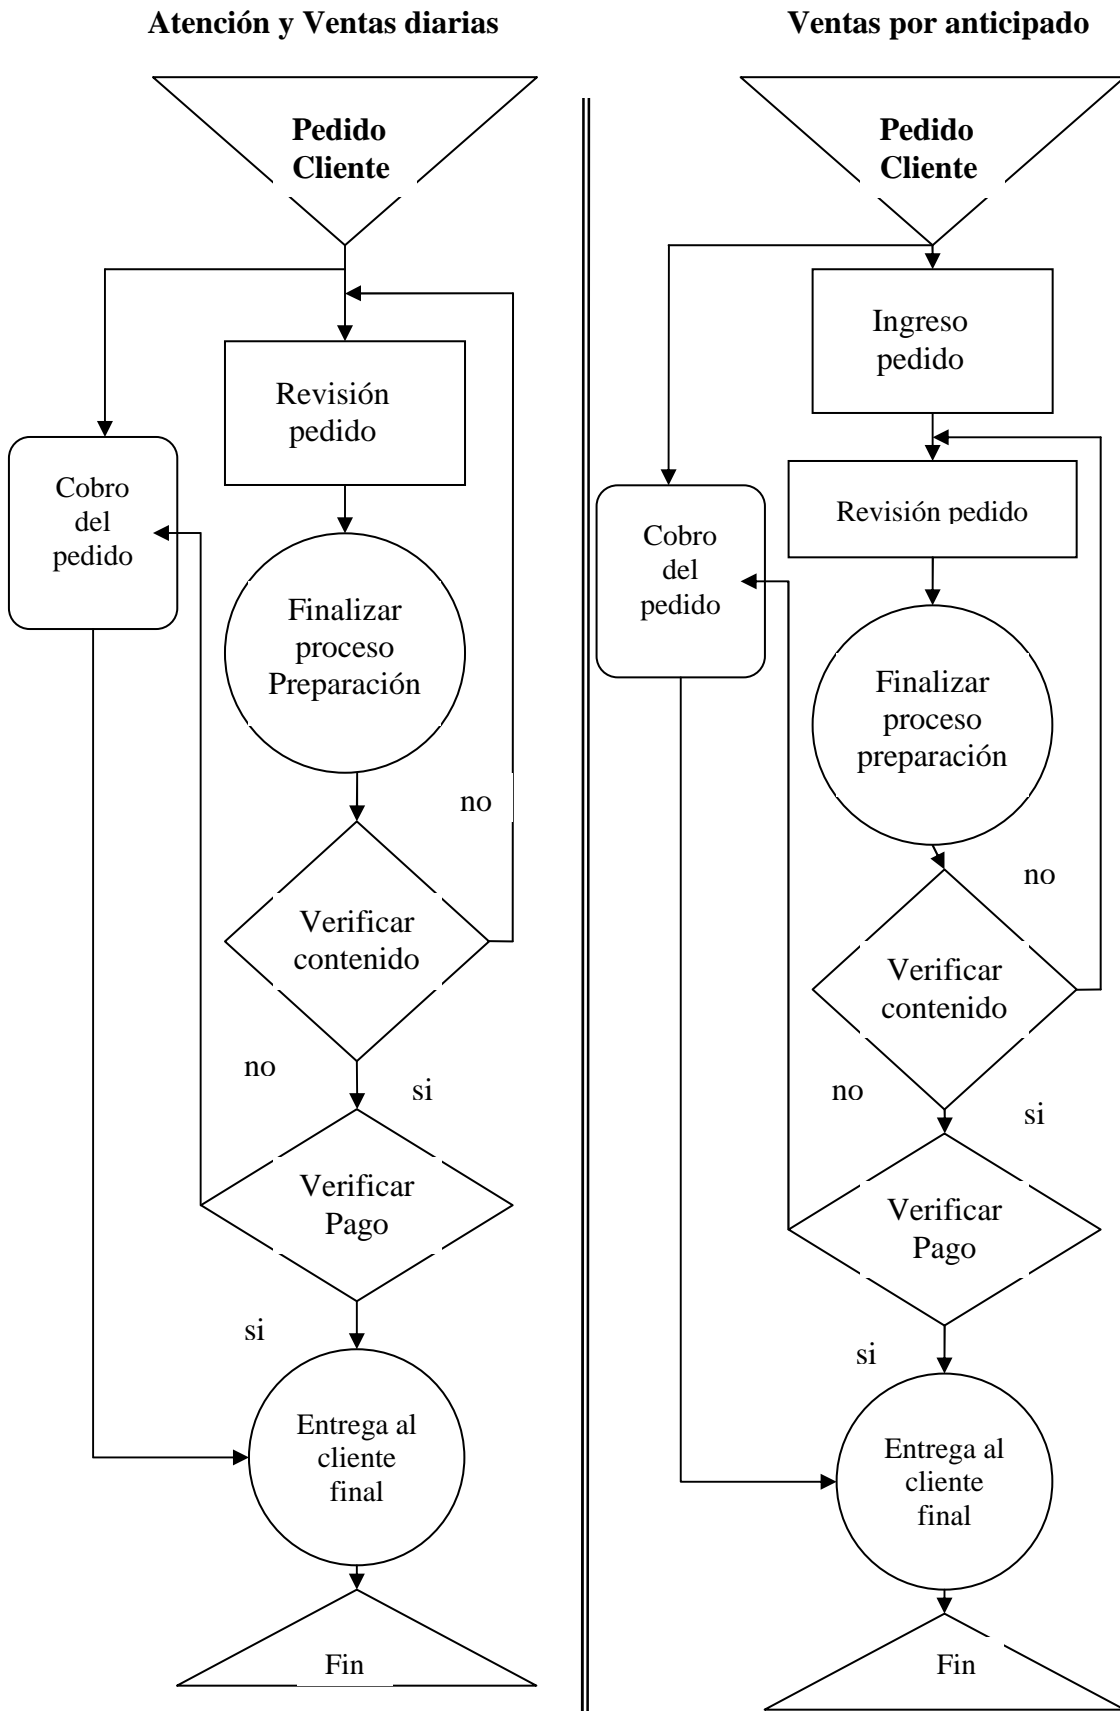 Atención y Ventas diarias
Pedido
Cliente
Revisión
pedido
Cobro
del
pedido
Finalizar
proceso
Preparación
no
Verificar
contenido
no
si
Verificar
Pago
si
Entrega al
cliente
final
Fin
Ventas por anticipado
Pedido
Cliente
Ingreso
pedido
Revisión pedido
Cobro
del
pedido
Finalizar
proceso
preparación
no
Verificar
contenido
no
si
Verificar
Pago
si
Entrega al
cliente
final
Fin